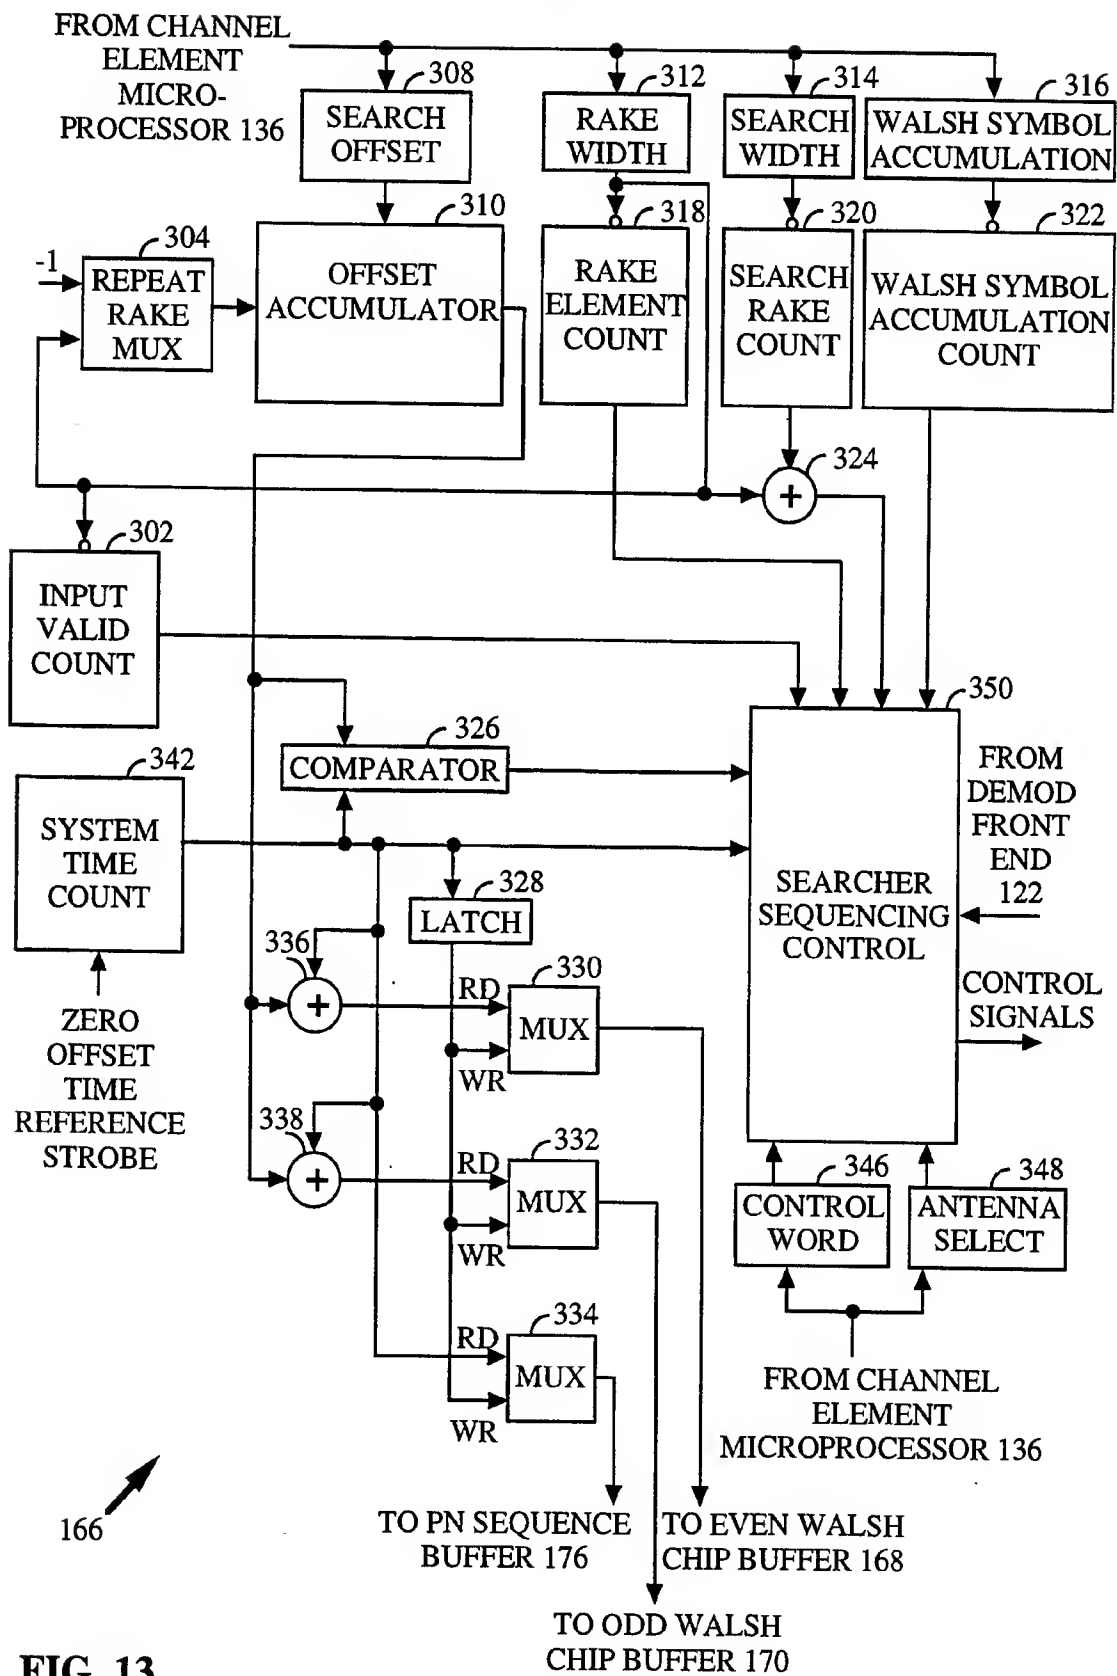 FROM CHANNEL
ELEMENT
MICRO-
PROCESSOR 136
308
SEARCH
OFFSET
312
RAKE
WIDTH
314
SEARCH
WIDTH
316
WALSH SYMBOL
ACCUMULATION
304
-1
REPEAT
RAKE
MUX
310
OFFSET
ACCUMULATOR
318
RAKE
ELEMENT
COUNT
320
SEARCH
RAKE
COUNT
322
WALSH SYMBOL
ACCUMULATION
COUNT
324
+
302
INPUT
VALID
COUNT
350
326
COMPARATOR
342
SYSTEM
TIME
COUNT
FROM
DEMOD
FRONT
END
122
SEARCHER
SEQUENCING
CONTROL
328
LATCH
336
+
RD
330
MUX
WR
CONTROL
SIGNALS
ZERO
OFFSET
TIME
REFERENCE
STROBE
338
+
RD
332
MUX
WR
346
CONTROL
WORD
348
ANTENNA
SELECT
RD
334
MUX
WR
FROM CHANNEL
ELEMENT
MICROPROCESSOR 136
166
TO PN SEQUENCE
BUFFER 176
TO EVEN WALSH
CHIP BUFFER 168
TO ODD WALSH
CHIP BUFFER 170
FIG. 13